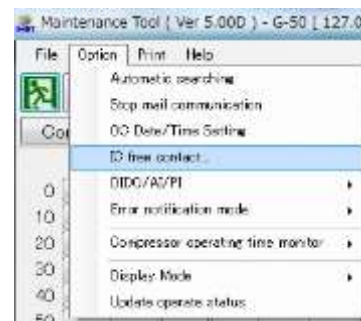 Maintenance Tool ( Ver 5.00D ) - G-50 [ 127.0
File Option Print Help
Automatic searching
Stop mail communication
OC Date/Time Setting
IC free contact...
DIDO/AI/PI
Error notification mode
Compressor operating time monitor
Display Mode
Update operate status
Co
0
10
20
30
40
50